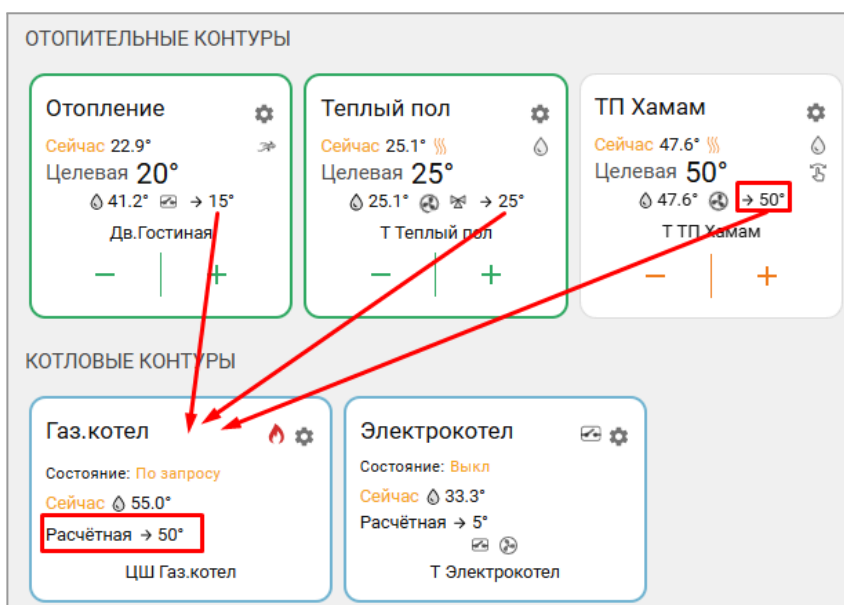 ОТОПИТЕЛЬНЫЕ КОНТУРЫ
Отопление
Сейчас 22.9°
Целевая 20°
41.2° → 15°
Дв.Гостиная
− +
Теплый пол
Сейчас 25.1°
Целевая 25°
25.1° → 25°
Т Теплый пол
− +
ТП Хамам
Сейчас 47.6°
Целевая 50°
47.6° → 50°
Т ТП Хамам
− +
КОТЛОВЫЕ КОНТУРЫ
Газ.котел
Состояние: По запросу
Сейчас 55.0°
Расчётная → 50°
ЦШ Газ.котел
Электрокотел
Состояние: Выкл
Сейчас 33.3°
Расчётная → 5°
Т Электрокотел